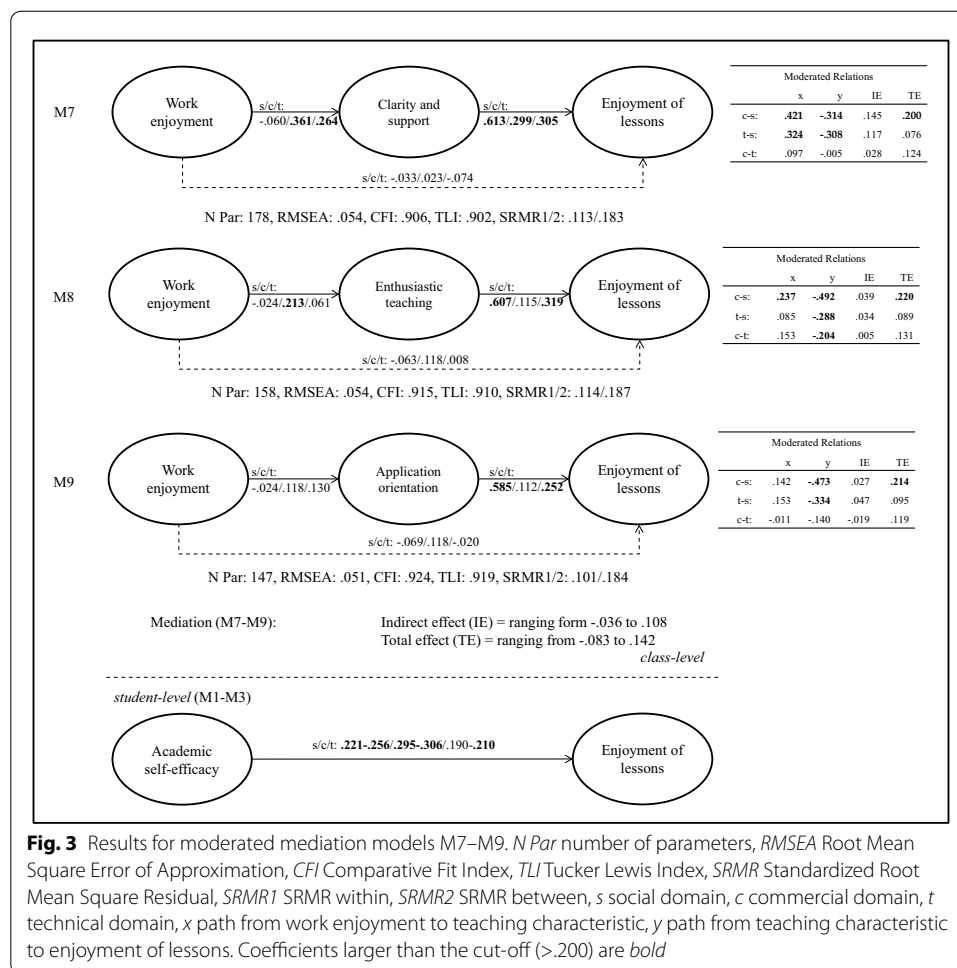 M7
Work
enjoyment
s/c/t:
-.060/.361/.264
Clarity and
support
s/c/t:
.613/.299/.305
Enjoyment of
lessons
s/c/t: -.033/.023/-.074
N Par: 178, RMSEA: .054, CFI: .906, TLI: .902, SRMR1/2: .113/.183
Moderated Relations
x y IE TE
c-s: .421 -.314 .145 .200
t-s: .324 -.308 .117 .076
c-t: .097 -.005 .028 .124
M8
Work
enjoyment
s/c/t:
-.024/.213/.061
Enthusiastic
teaching
s/c/t:
.607/.115/.319
Enjoyment of
lessons
s/c/t: -.063/.118/.008
N Par: 158, RMSEA: .054, CFI: .915, TLI: .910, SRMR1/2: .114/.187
Moderated Relations
x y IE TE
c-s: .237 -.492 .039 .220
t-s: .085 -.288 .034 .089
c-t: .153 -.204 .005 .131
M9
Work
enjoyment
s/c/t:
-.024/.118/.130
Application
orientation
s/c/t:
.585/.112/.252
Enjoyment of
lessons
s/c/t: -.069/.118/-.020
N Par: 147, RMSEA: .051, CFI: .924, TLI: .919, SRMR1/2: .101/.184
Moderated Relations
x y IE TE
c-s: .142 -.473 .027 .214
t-s: .153 -.334 .047 .095
c-t: -.011 -.140 -.019 .119
Mediation (M7-M9): Indirect effect (IE) = ranging form -.036 to .108
Total effect (TE) = ranging from -.083 to .142
class-level
student-level (M1-M3)
Academic
self-efficacy
s/c/t: .221-.256/.295-.306/.190-.210
Enjoyment of
lessons
Fig. 3 Results for moderated mediation models M7–M9. N Par number of parameters, RMSEA Root Mean
Square Error of Approximation, CFI Comparative Fit Index, TLI Tucker Lewis Index, SRMR Standardized Root
Mean Square Residual, SRMR1 SRMR within, SRMR2 SRMR between, s social domain, c commercial domain, t
technical domain, x path from work enjoyment to teaching characteristic, y path from teaching characteristic
to enjoyment of lessons. Coefficients larger than the cut-off (>.200) are bold